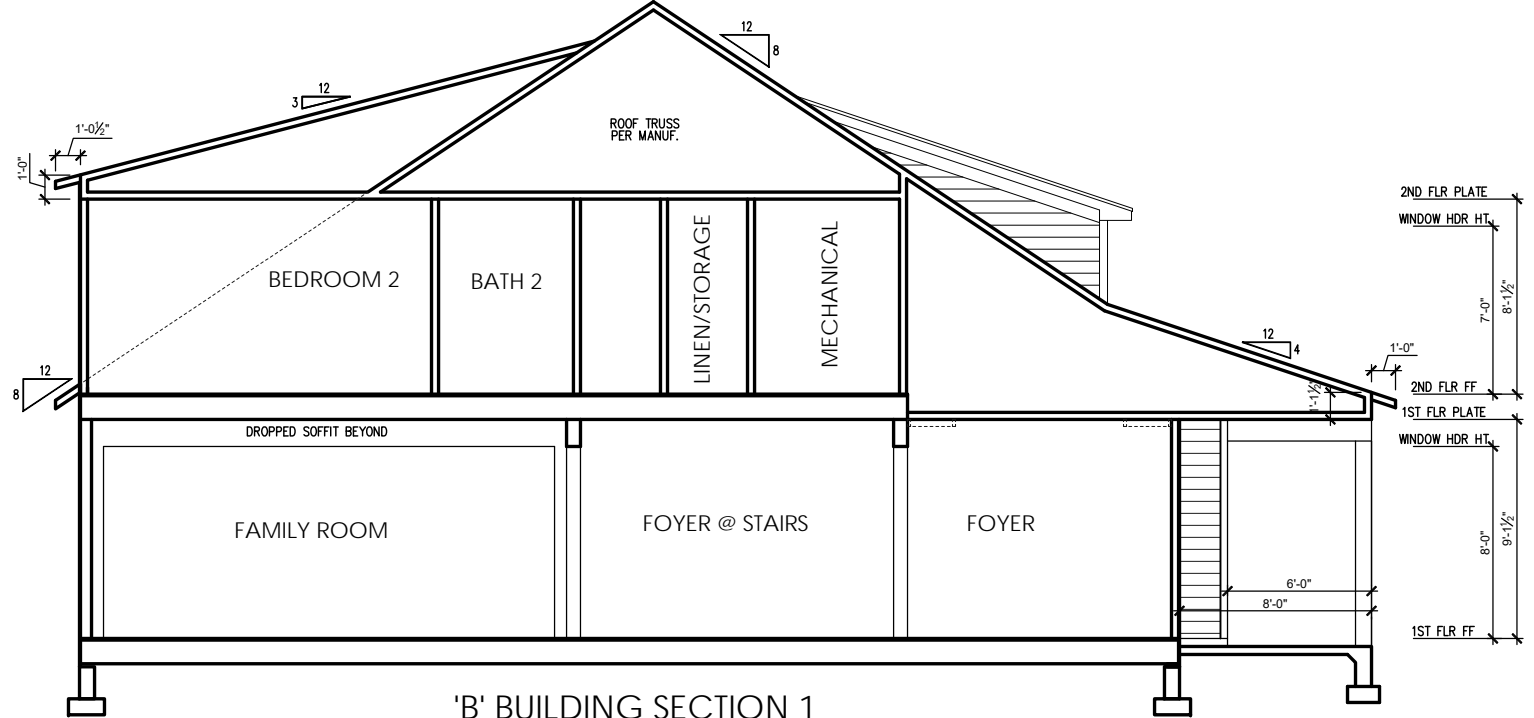 12
8
12
3
1'-0½"
1'-0"
ROOF TRUSS
PER MANUF.
2ND FLR PLATE
WINDOW HDR HT.
BEDROOM 2
BATH 2
LINEN/STORAGE
MECHANICAL
7'-0"
8'-1½"
12
4
1'-0"
12
8
1'-1½"
2ND FLR FF
1ST FLR PLATE
WINDOW HDR HT.
DROPPED SOFFIT BEYOND
FAMILY ROOM
FOYER @ STAIRS
FOYER
8'-0"
9'-1½"
6'-0"
8'-0"
1ST FLR FF
'B' BUILDING SECTION 1